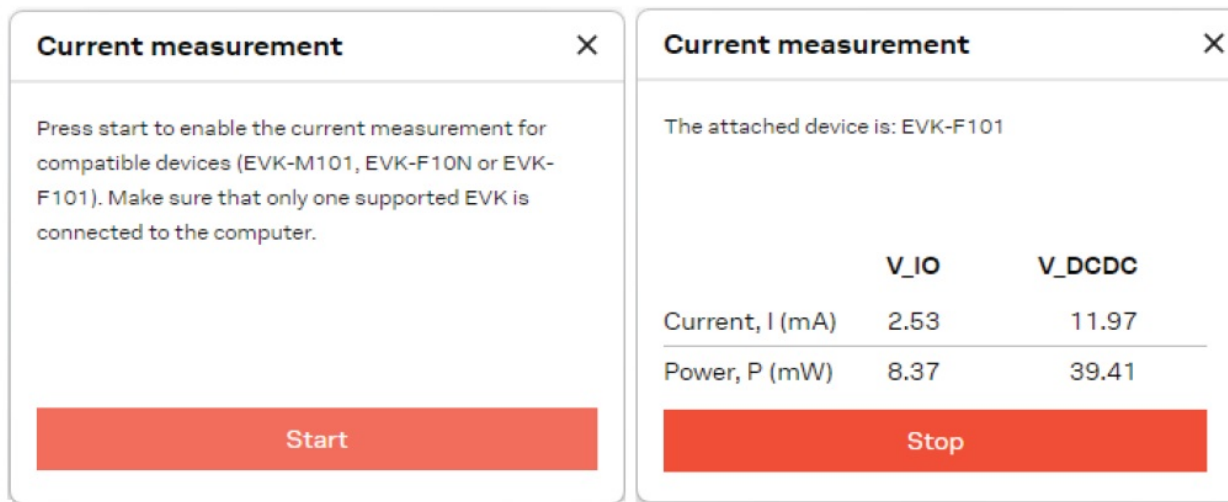 Current measurement
Press start to enable the current measurement for
compatible devices (EVK-M101, EVK-F10N or EVK-
F101). Make sure that only one supported EVK is
connected to the computer.
Start
Current measurement
The attached device is: EVK-F101
V_IO V_DCDC
Current, I (mA) 2.53 11.97
Power, P (mW) 8.37 39.41
Stop